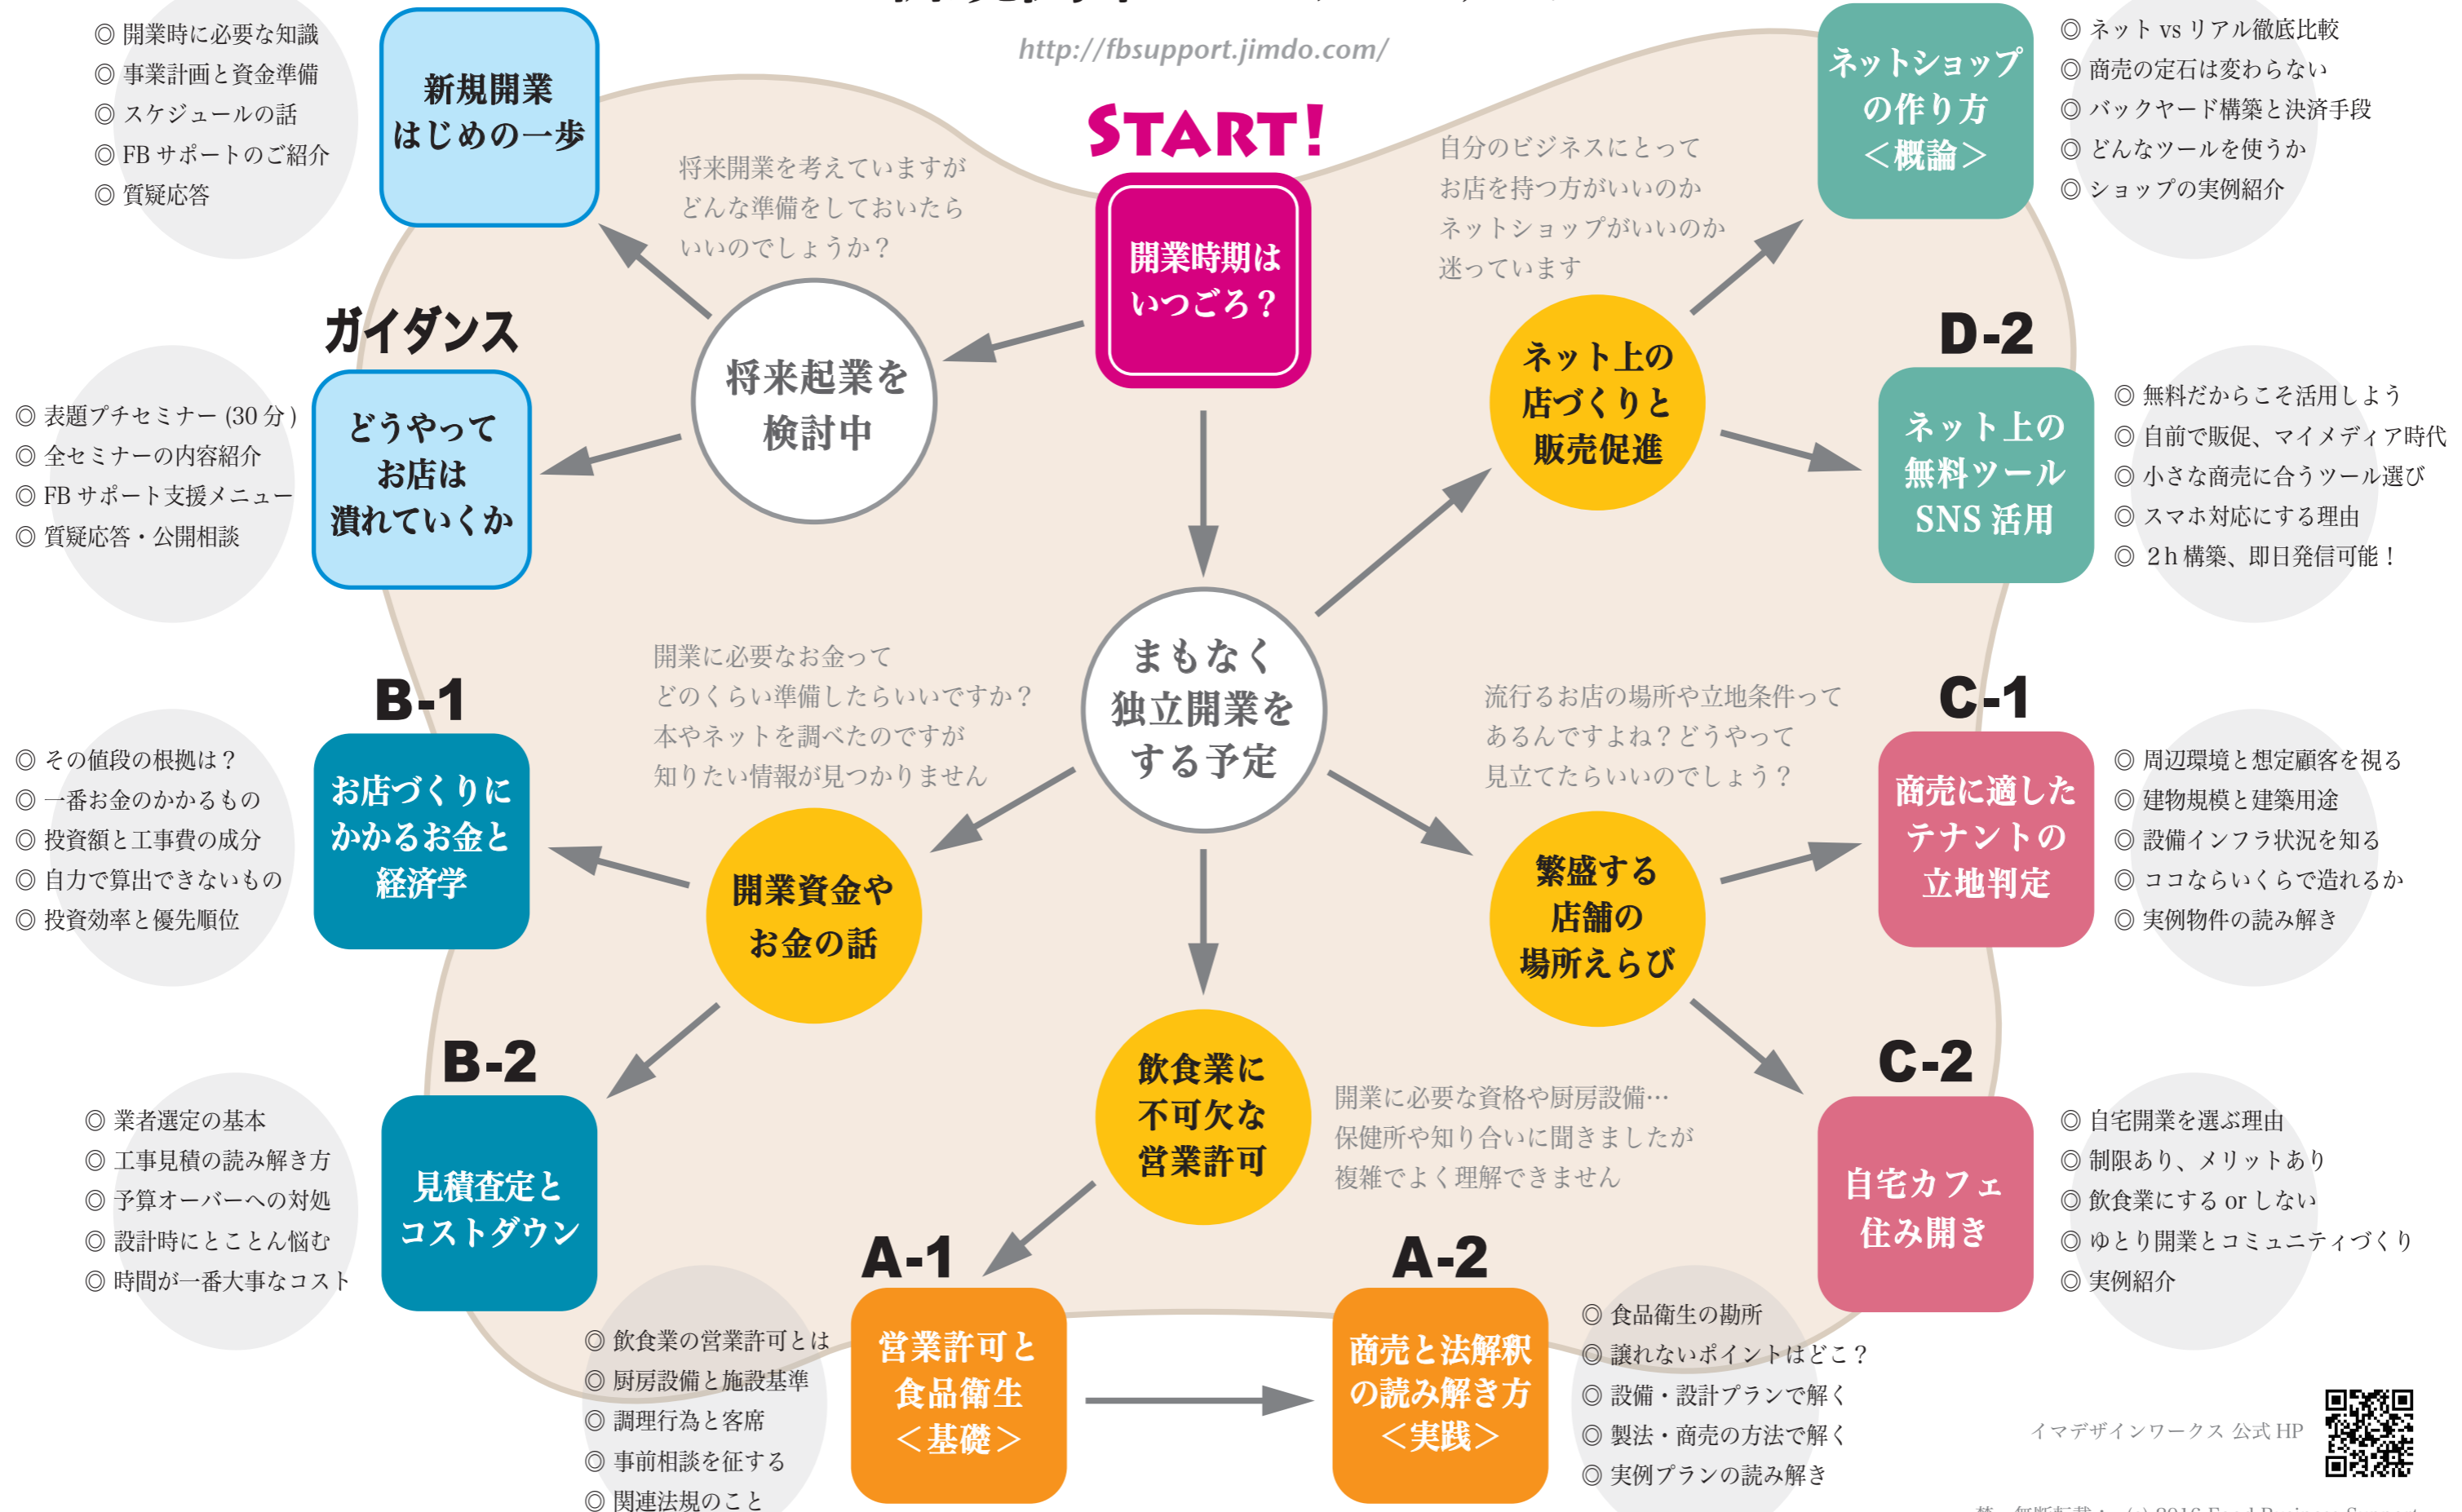 http://fbsupport.jimdo.com/
START!
開業時期は
いつごろ？
将来開業を考えていますが
どんな準備をしておいたら
いいのでしょうか？
将来起業を
検討中
新規開業
はじめの一歩
◎ 開業時に必要な知識
◎ 事業計画と資金準備
◎ スケジュールの話
◎ FB サポートのご紹介
◎ 質疑応答
ガイダンス
どうやって
お店は
潰れていくか
◎ 表題プチセミナー (30 分 )
◎ 全セミナーの内容紹介
◎ FB サポート支援メニュー
◎ 質疑応答・公開相談
まもなく
独立開業を
する予定
自分のビジネスにとって
お店を持つ方がいいのか
ネットショップがいいのか
迷っています
ネット上の
店づくりと
販売促進
ネットショップ
の作り方
＜概論＞
◎ ネット vs リアル徹底比較
◎ 商売の定石は変わらない
◎ バックヤード構築と決済手段
◎ どんなツールを使うか
◎ ショップの実例紹介
D-2
ネット上の
無料ツール
SNS 活用
◎ 無料だからこそ活用しよう
◎ 自前で販促、マイメディア時代
◎ 小さな商売に合うツール選び
◎ スマホ対応にする理由
◎ 2h 構築、即日発信可能！
開業に必要なお金って
どのくらい準備したらいいですか？
本やネットを調べたのですが
知りたい情報が見つかりません
開業資金や
お金の話
B-1
お店づくりに
かかるお金と
経済学
◎ その値段の根拠は？
◎ 一番お金のかかるもの
◎ 投資額と工事費の成分
◎ 自力で算出できないもの
◎ 投資効率と優先順位
B-2
見積査定と
コストダウン
◎ 業者選定の基本
◎ 工事見積の読み解き方
◎ 予算オーバーへの対処
◎ 設計時にとことん悩む
◎ 時間が一番大事なコスト
流行るお店の場所や立地条件って
あるんですよね？どうやって
見立てたらいいのでしょう？
繁盛する
店舗の
場所えらび
C-1
商売に適した
テナントの
立地判定
◎ 周辺環境と想定顧客を視る
◎ 建物規模と建築用途
◎ 設備インフラ状況を知る
◎ ココならいくらで造れるか
◎ 実例物件の読み解き
C-2
自宅カフェ
住み開き
◎ 自宅開業を選ぶ理由
◎ 制限あり、メリットあり
◎ 飲食業にする or しない
◎ ゆとり開業とコミュニティづくり
◎ 実例紹介
飲食業に
不可欠な
営業許可
開業に必要な資格や厨房設備…
保健所や知り合いに聞きましたが
複雑でよく理解できません
A-1
営業許可と
食品衛生
＜基礎＞
◎ 飲食業の営業許可とは
◎ 厨房設備と施設基準
◎ 調理行為と客席
◎ 事前相談を征する
◎ 関連法規のこと
A-2
商売と法解釈
の読み解き方
＜実践＞
◎ 食品衛生の勘所
◎ 譲れないポイントはどこ？
◎ 設備・設計プランで解く
◎ 製法・商売の方法で解く
◎ 実例プランの読み解き
イマデザインワークス 公式 HP